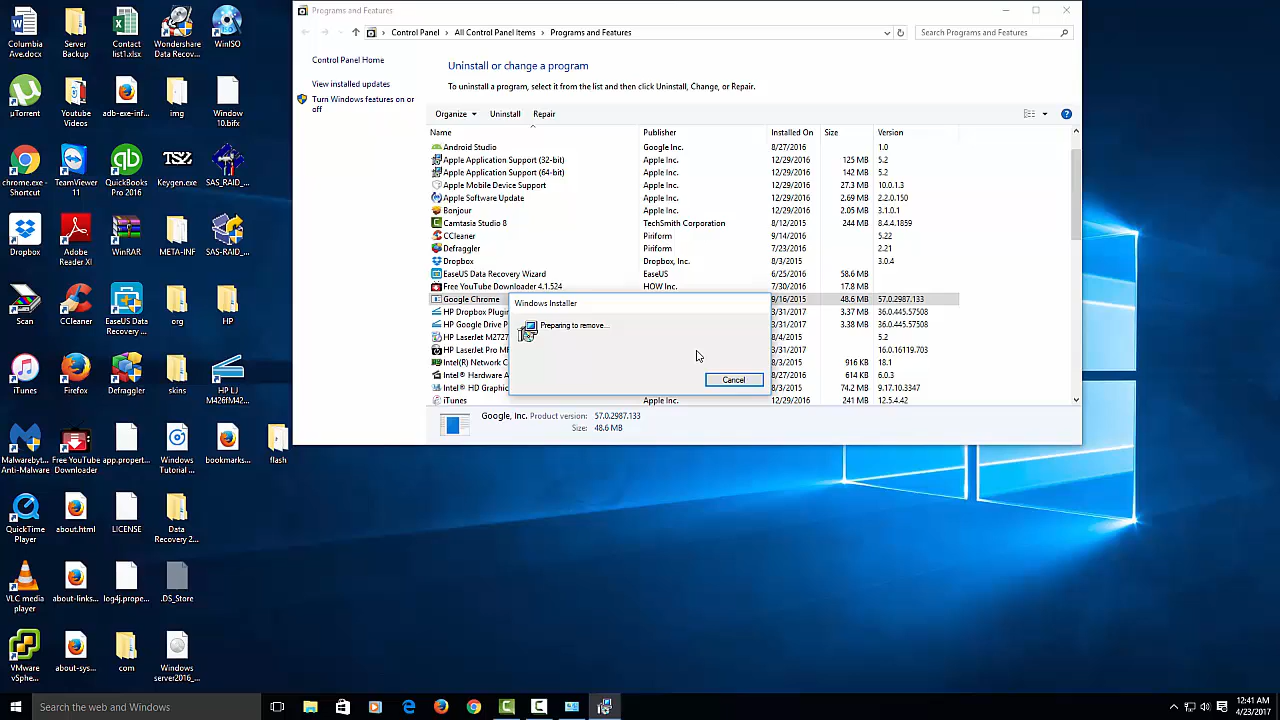 Columbia
Ave.docx
Server
Backup
Contact
list1.xlsx
Wondershare
Data Reco...
WinISO
µTorrent
Youtube
Videos
adb-exe-inf...
img
Window
10.bifx
chrome.exe -
Shortcut
TeamViewer
11
QuickBooks
Pro 2016
Keygen.exe
SAS_RAID_...
Dropbox
Adobe
Reader XI
WinRAR
META-INF
SAS-RAID_...
Scan
CCleaner
EaseUS Data
Recovery ...
org
HP
iTunes
irefox
Defraggler
skins
HP LJ
M426fM42...
Malwarebyt...
Anti-Malware
Free YouTube
Downloader
app.propert...
Windows
Tutorial ...
bookmarks...
flash
QuickTime
Player
about.html
LICENSE
Data
Recovery 2...
VLC media
player
about-links...
log4j.prope...
.DS_Store
VMware
vSphe...
about-sys...
com
Windows
server2016_...
Programs and Features
Control Panel
All Control Panel Items
Programs and Features
Search Programs and Features
Control Panel Home
View installed updates
Turn Windows features on or
off
Uninstall or change a program
To uninstall a program, select it from the list and then click Uninstall, Change, or Repair.
Organize Uninstall Repair
Name Publisher Installed On Size Version
Android Studio Google Inc. 8/27/2016 1.0
Apple Application Support (32-bit) Apple Inc. 12/29/2016 125 MB 5.2
Apple Application Support (64-bit) Apple Inc. 12/29/2016 142 MB 5.2
Apple Mobile Device Support Apple Inc. 12/29/2016 27.3 MB 10.0.1.3
Apple Software Update Apple Inc. 12/29/2016 2.69 MB 2.2.0.150
Bonjour Apple Inc. 12/29/2016 2.05 MB 3.1.0.1
Camtasia Studio 8 TechSmith Corporation 8/12/2015 244 MB 8.4.4.1859
CCleaner Piriform 9/14/2016 5.22
Defraggler Piriform 7/23/2016 2.21
Dropbox Dropbox, Inc. 8/3/2015 3.0.4
EaseUS Data Recovery Wizard EaseUS 6/25/2016 58.6 MB
Free YouTube Downloader 4.1.524 HOW Inc. 7/30/2016 17.8 MB
Google Chrome 9/16/2015 48.6 MB 57.0.2987.133
HP Dropbox Plugin 3/31/2017 3.37 MB 36.0.445.57508
HP Google Drive P 3/31/2017 3.38 MB 36.0.445.57508
HP LaserJet M2727 8/4/2015 5.2
HP LaserJet Pro MF 3/31/2017 16.0.16119.703
Intel(R) Network C 8/3/2015 916 KB 18.1
Intel® Hardware A 8/27/2016 614 KB 6.0.3
Intel® HD Graphic 8/3/2015 74.2 MB 9.17.10.3347
iTunes Apple Inc. 12/29/2016 241 MB 12.5.4.42
Windows Installer
Preparing to remove...
Cancel
Google, Inc. Product version: 57.0.2987.133
Size: 48.6 MB
Search the web and Windows
12:41 AM
4/23/2017